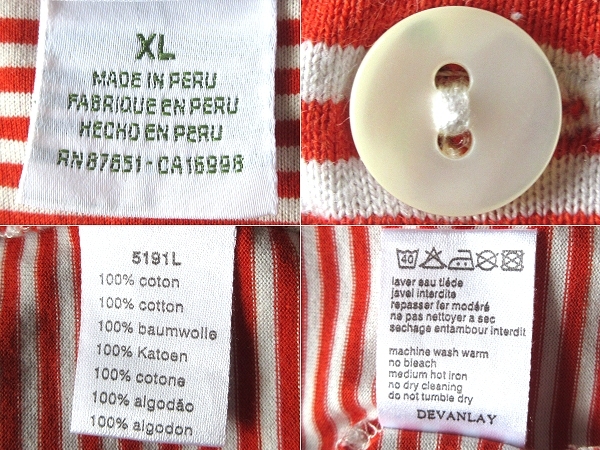 XL
MADE IN PERU
FABRIQUE EN PERU
HECHO EN PERU
RN87651-CA16998
5191L
100% coton
100% cotton
100% baumwolle
100% Katoen
100% cotone
100% algodão
100% algodon
40
laver eau tiéde
javel interdite
repasser fer modéré
ne pas nettoyer a sec
sechage entambour interdit
machine wash warm
no bleach
medium hot iron
no dry cleaning
do not tumble dry
DEVANLAY